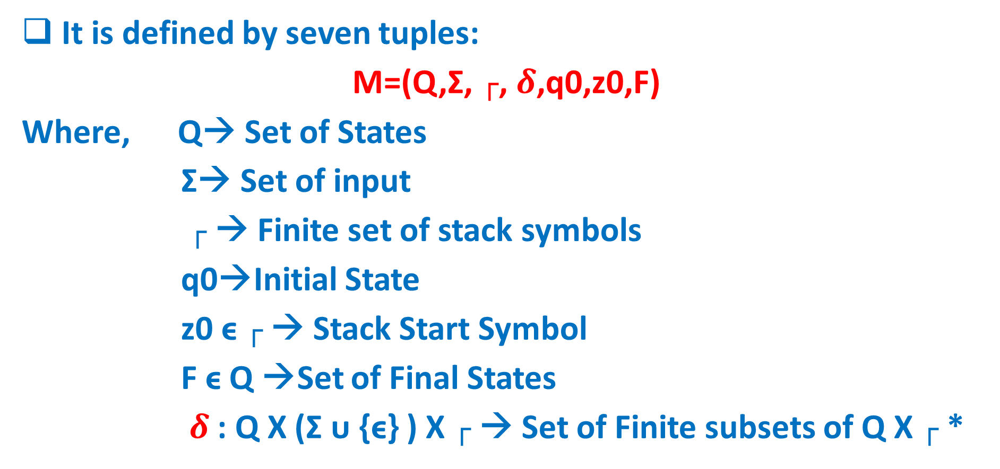 ❑ It is defined by seven tuples:
M=(Q,Σ, ┌, 𝜹,q0,z0,F)
Where, Q→ Set of States
Σ→ Set of input
┌ → Finite set of stack symbols
q0→Initial State
z0 ϵ ┌ → Stack Start Symbol
F ϵ Q →Set of Final States
𝜹 : Q X (Σ ∪ {ϵ} ) X ┌ → Set of Finite subsets of Q X ┌ *